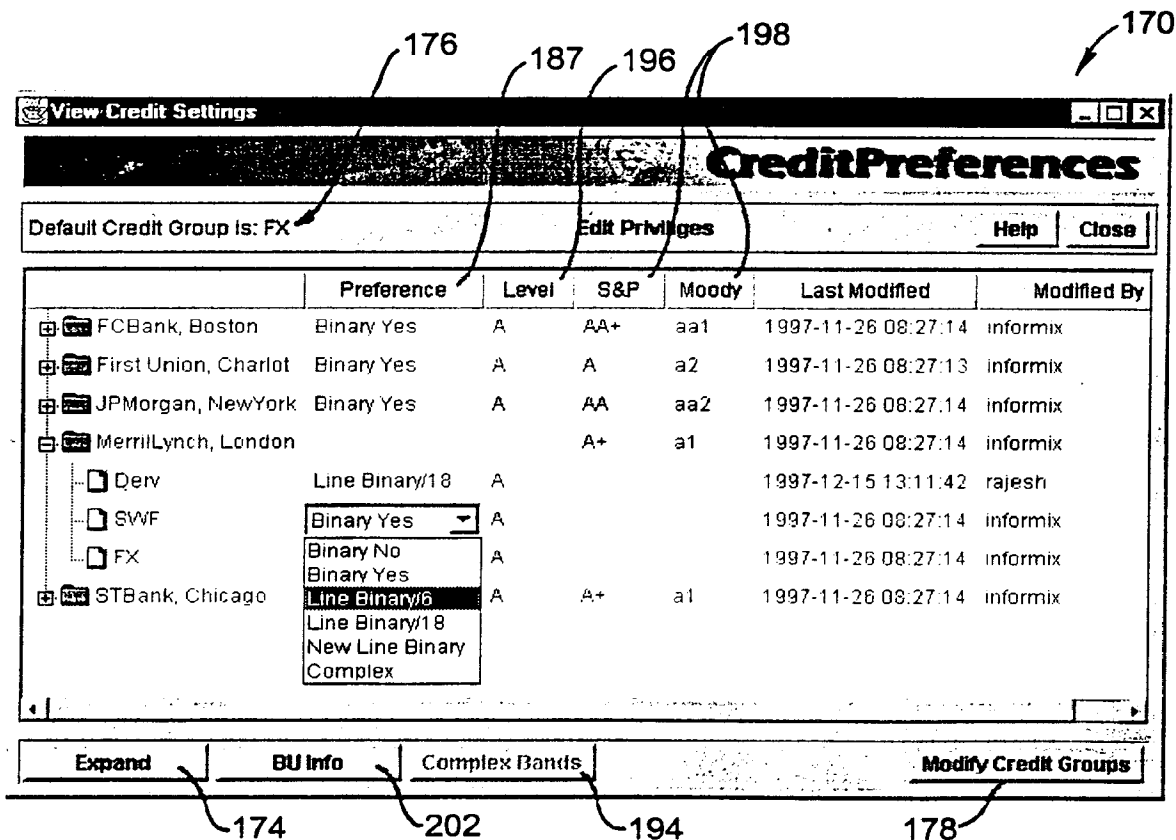 170
176
187
196
198
View Credit Settings
CreditPreferences
Default Credit Group is: FX
Edit Privileges
Help
Close
Preference Level S&P Moody Last Modified Modified By
FCBank, Boston Binary Yes A AA+ aa1 1997-11-26 08:27:14 informix
First Union, Charlot Binary Yes A A a2 1997-11-26 08:27:13 informix
JPMorgan, NewYork Binary Yes A AA aa2 1997-11-26 08:27:14 informix
MerrilLynch, London A+ a1 1997-11-26 08:27:14 informix
Derv Line Binary/18 A 1997-12-15 13:11:42 rajesh
SWF Binary Yes A 1997-11-26 08:27:14 informix
FX Binary No A 1997-11-26 08:27:14 informix
Binary Yes
STBank, Chicago Line Binary/6 A A+ a1 1997-11-26 08:27:14 informix
Line Binary/18
New Line Binary
Complex
Expand
BU Info
Complex Bands
Modify Credit Groups
174
202
194
178